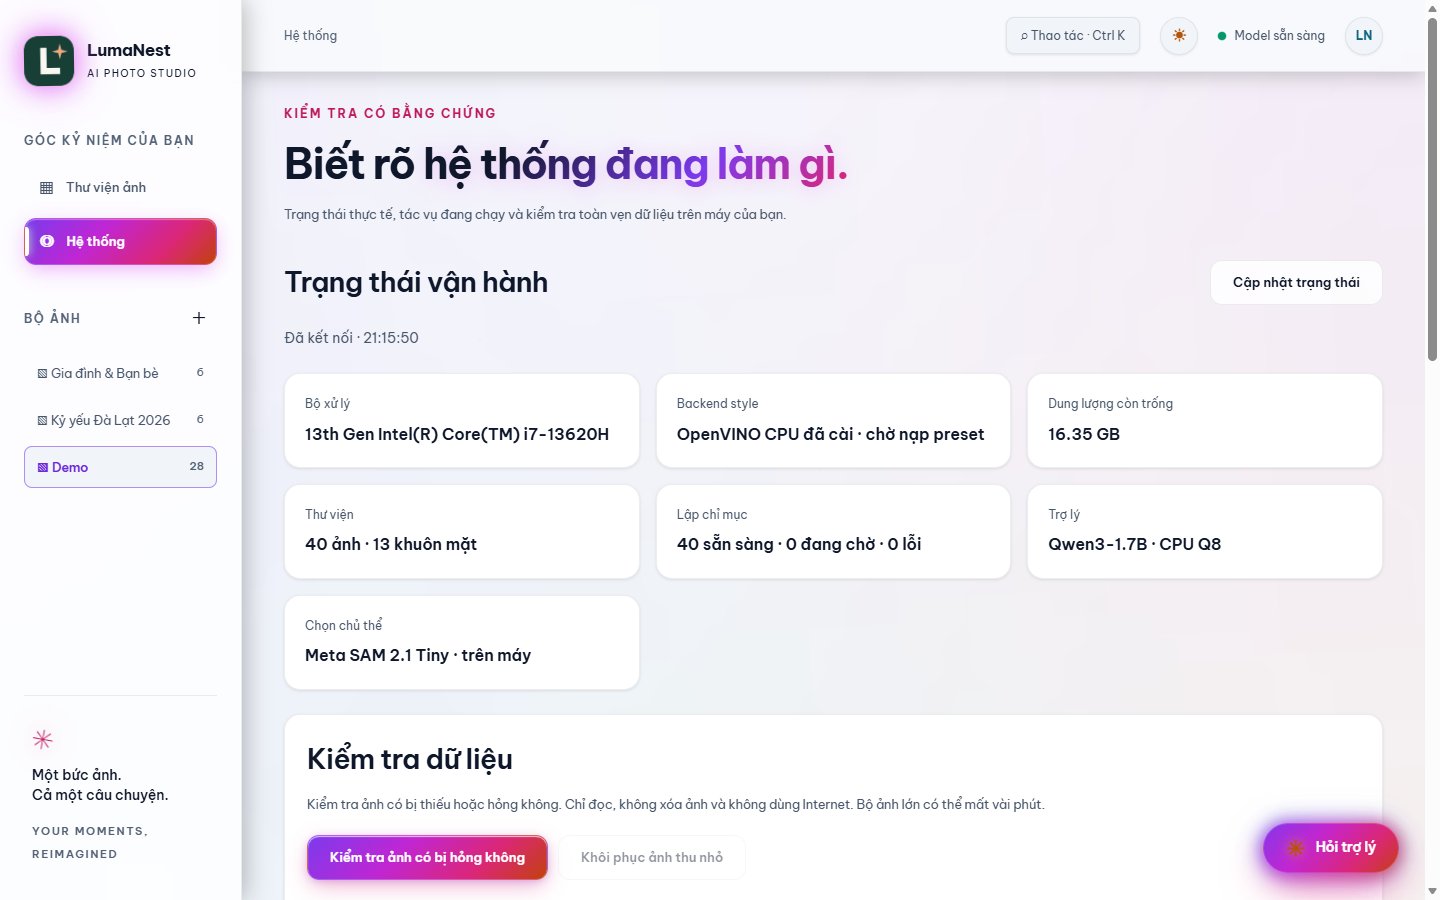 LumaNest
AI PHOTO STUDIO
GÓC KỶ NIỆM CỦA BẠN
Thư viện ảnh
Hệ thống
BỘ ẢNH +
Gia đình & Bạn bè 6
Kỷ yếu Đà Lạt 2026 6
Demo 28
Một bức ảnh.
Cả một câu chuyện.
YOUR MOMENTS,
REIMAGINED
Hệ thống
⌕ Thao tác · Ctrl K
Model sẵn sàng
LN
KIỂM TRA CÓ BẰNG CHỨNG
Biết rõ hệ thống đang làm gì.
Trạng thái thực tế, tác vụ đang chạy và kiểm tra toàn vẹn dữ liệu trên máy của bạn.
Trạng thái vận hành
Cập nhật trạng thái
Đã kết nối · 21:15:50
Bộ xử lý
13th Gen Intel(R) Core(TM) i7-13620H
Backend style
OpenVINO CPU đã cài · chờ nạp preset
Dung lượng còn trống
16.35 GB
Thư viện
40 ảnh · 13 khuôn mặt
Lập chỉ mục
40 sẵn sàng · 0 đang chờ · 0 lỗi
Trợ lý
Qwen3-1.7B · CPU Q8
Chọn chủ thể
Meta SAM 2.1 Tiny · trên máy
Kiểm tra dữ liệu
Kiểm tra ảnh có bị thiếu hoặc hỏng không. Chỉ đọc, không xóa ảnh và không dùng Internet. Bộ ảnh lớn có thể mất vài phút.
Kiểm tra ảnh có bị hỏng không
Khôi phục ảnh thu nhỏ
Hỏi trợ lý